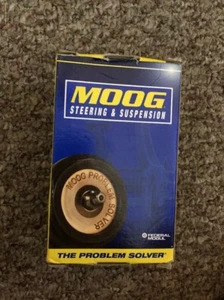 MOOG
STEERING & SUSPENSION
MOOG PROBLEM SOLVER
FEDERAL
MOGUL
THE PROBLEM SOLVER®